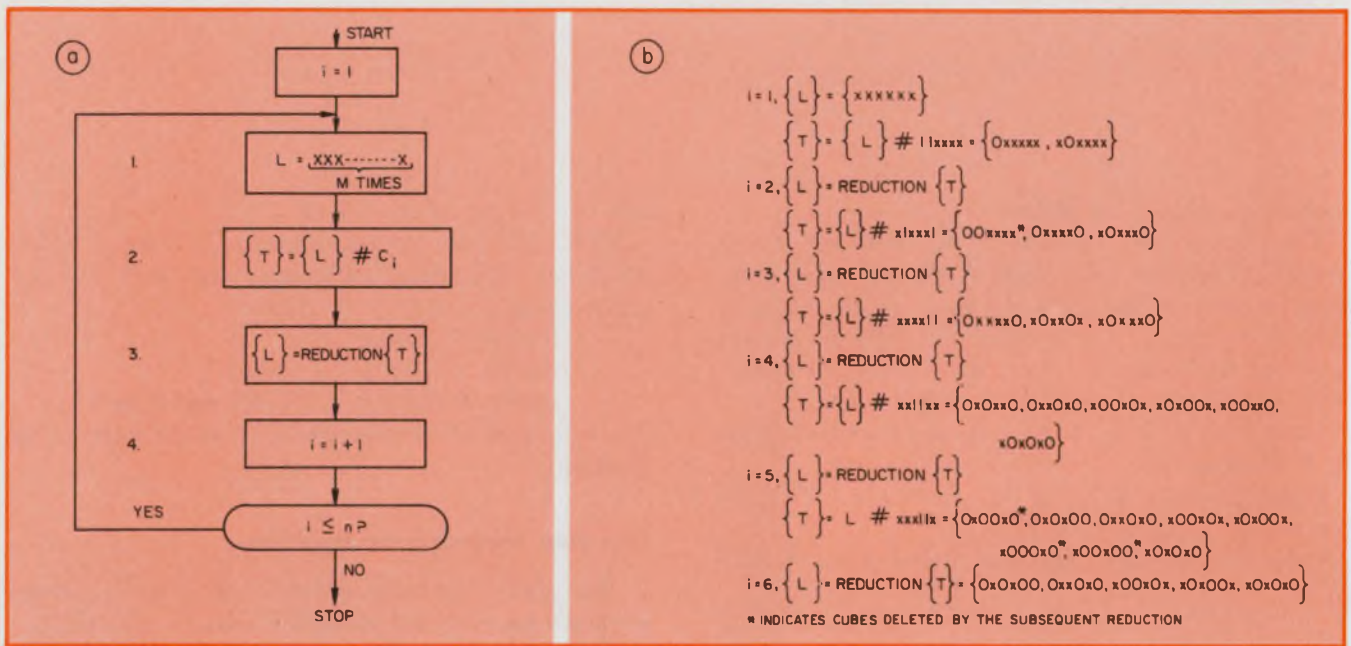 a
START
i = 1
1.
L = XXX-------X,
M TIMES
2.
{T} = {L} # Ci
3.
{L} = REDUCTION {T}
4.
i = i + 1
YES
i ≤ n?
NO
STOP
b
i = 1, {L} = {xxxxxx}
{T} = {L} # 11xxxx = {0xxxxx, x0xxxx}
i = 2, {L} = REDUCTION {T}
{T} = {L} # x1xxx1 = {00xxxx*, 0xxxx0, x0xxx0}
i = 3, {L} = REDUCTION {T}
{T} = {L} # xxxx11 = {0xxxx0, x0xx0x, x0xxx0}
i = 4, {L} = REDUCTION {T}
{T} = {L} # xx11xx = {0x0xx0, 0xx0x0, x00x0x, x0x00x, x00xx0,
x0x0x0}
i = 5, {L} = REDUCTION {T}
{T} = L # xxx11x = {0x00x0*, 0x0x00, 0xx0x0, x00x0x, x0x00x,
x000x0*, x00x00*, x0x0x0}
i = 6, {L} = REDUCTION {T} = {0x0x00, 0xx0x0, x00x0x, x0x00x, x0x0x0}
* INDICATES CUBES DELETED BY THE SUBSEQUENT REDUCTION